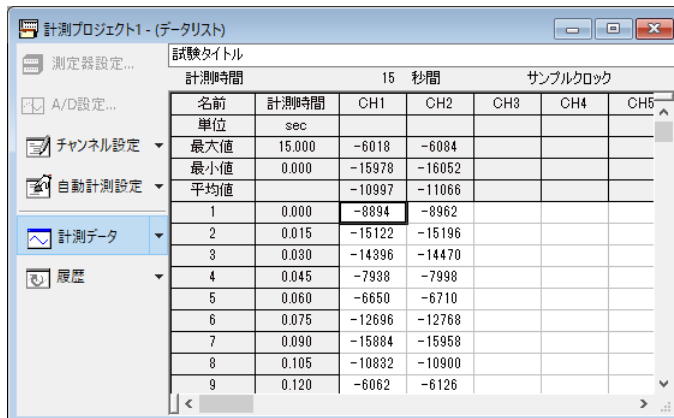 計測プロジェクト1 - (データリスト)
測定器設定...
A/D設定...
チャンネル設定
自動計測設定
計測データ
履歴
試験タイトル
計測時間 15 秒間 サンプルクロック
名前 計測時間 CH1 CH2 CH3 CH4 CH5
単位 sec
最大値 15.000 -6018 -6084
最小値 0.000 -15978 -16052
平均値 -10997 -11066
1 0.000 -8894 -8962
2 0.015 -15122 -15196
3 0.030 -14396 -14470
4 0.045 -7938 -7998
5 0.060 -6650 -6710
6 0.075 -12696 -12768
7 0.090 -15884 -15958
8 0.105 -10832 -10900
9 0.120 -6062 -6126